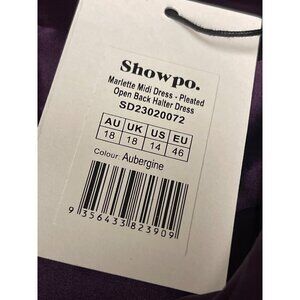 Showpo.
Marlette Midi Dress - Pleated
Open Back Halter Dress
SD23020072
AU UK US EU
18 18 14 46
Colour: Aubergine
9 356433 823909